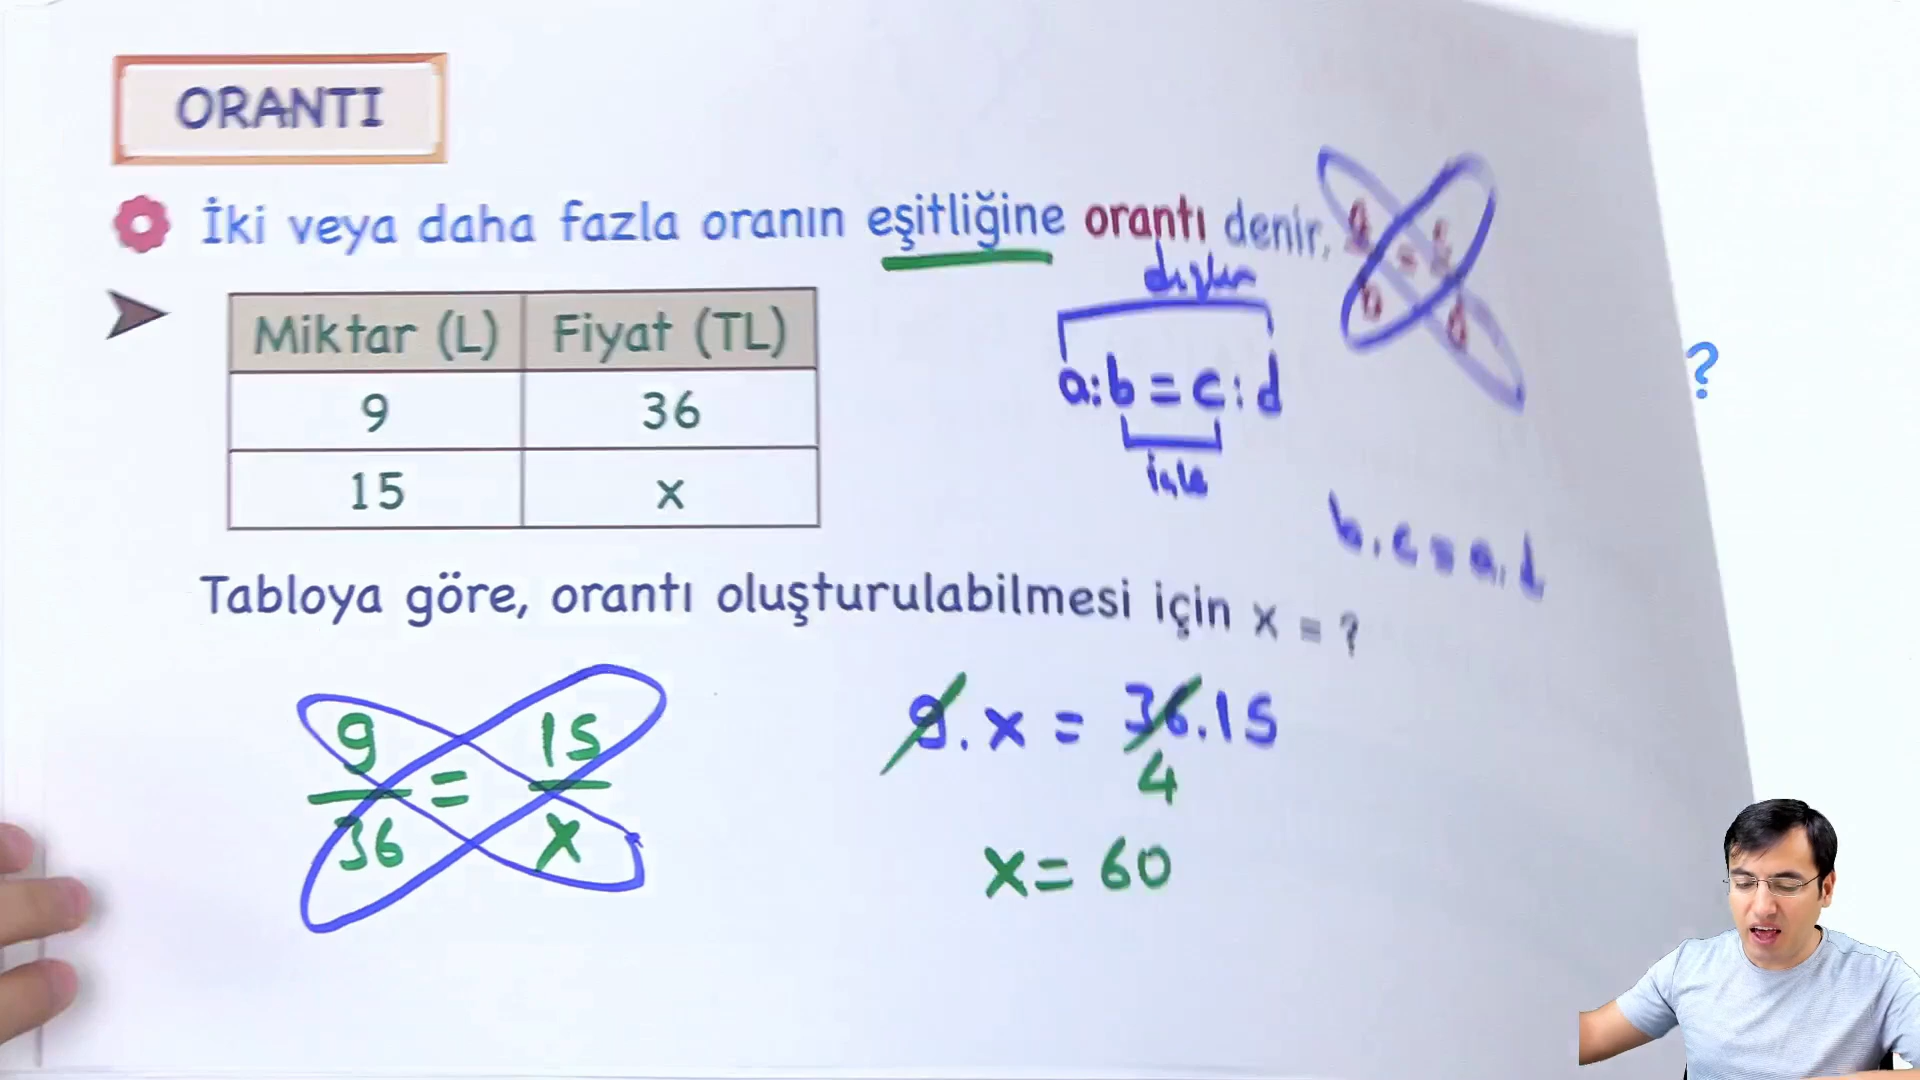 ORANTI
İki veya daha fazla oranın eşitliğine orantı denir.
a = c
b d
dışlar
a:b = c:d
içler
b.c = a.d
Miktar (L) Fiyat (TL)
9 36
15 x
?
Tabloya göre, orantı oluşturulabilmesi için x = ?
9 = 15
36 x
9.x = 36.15
4
x = 60